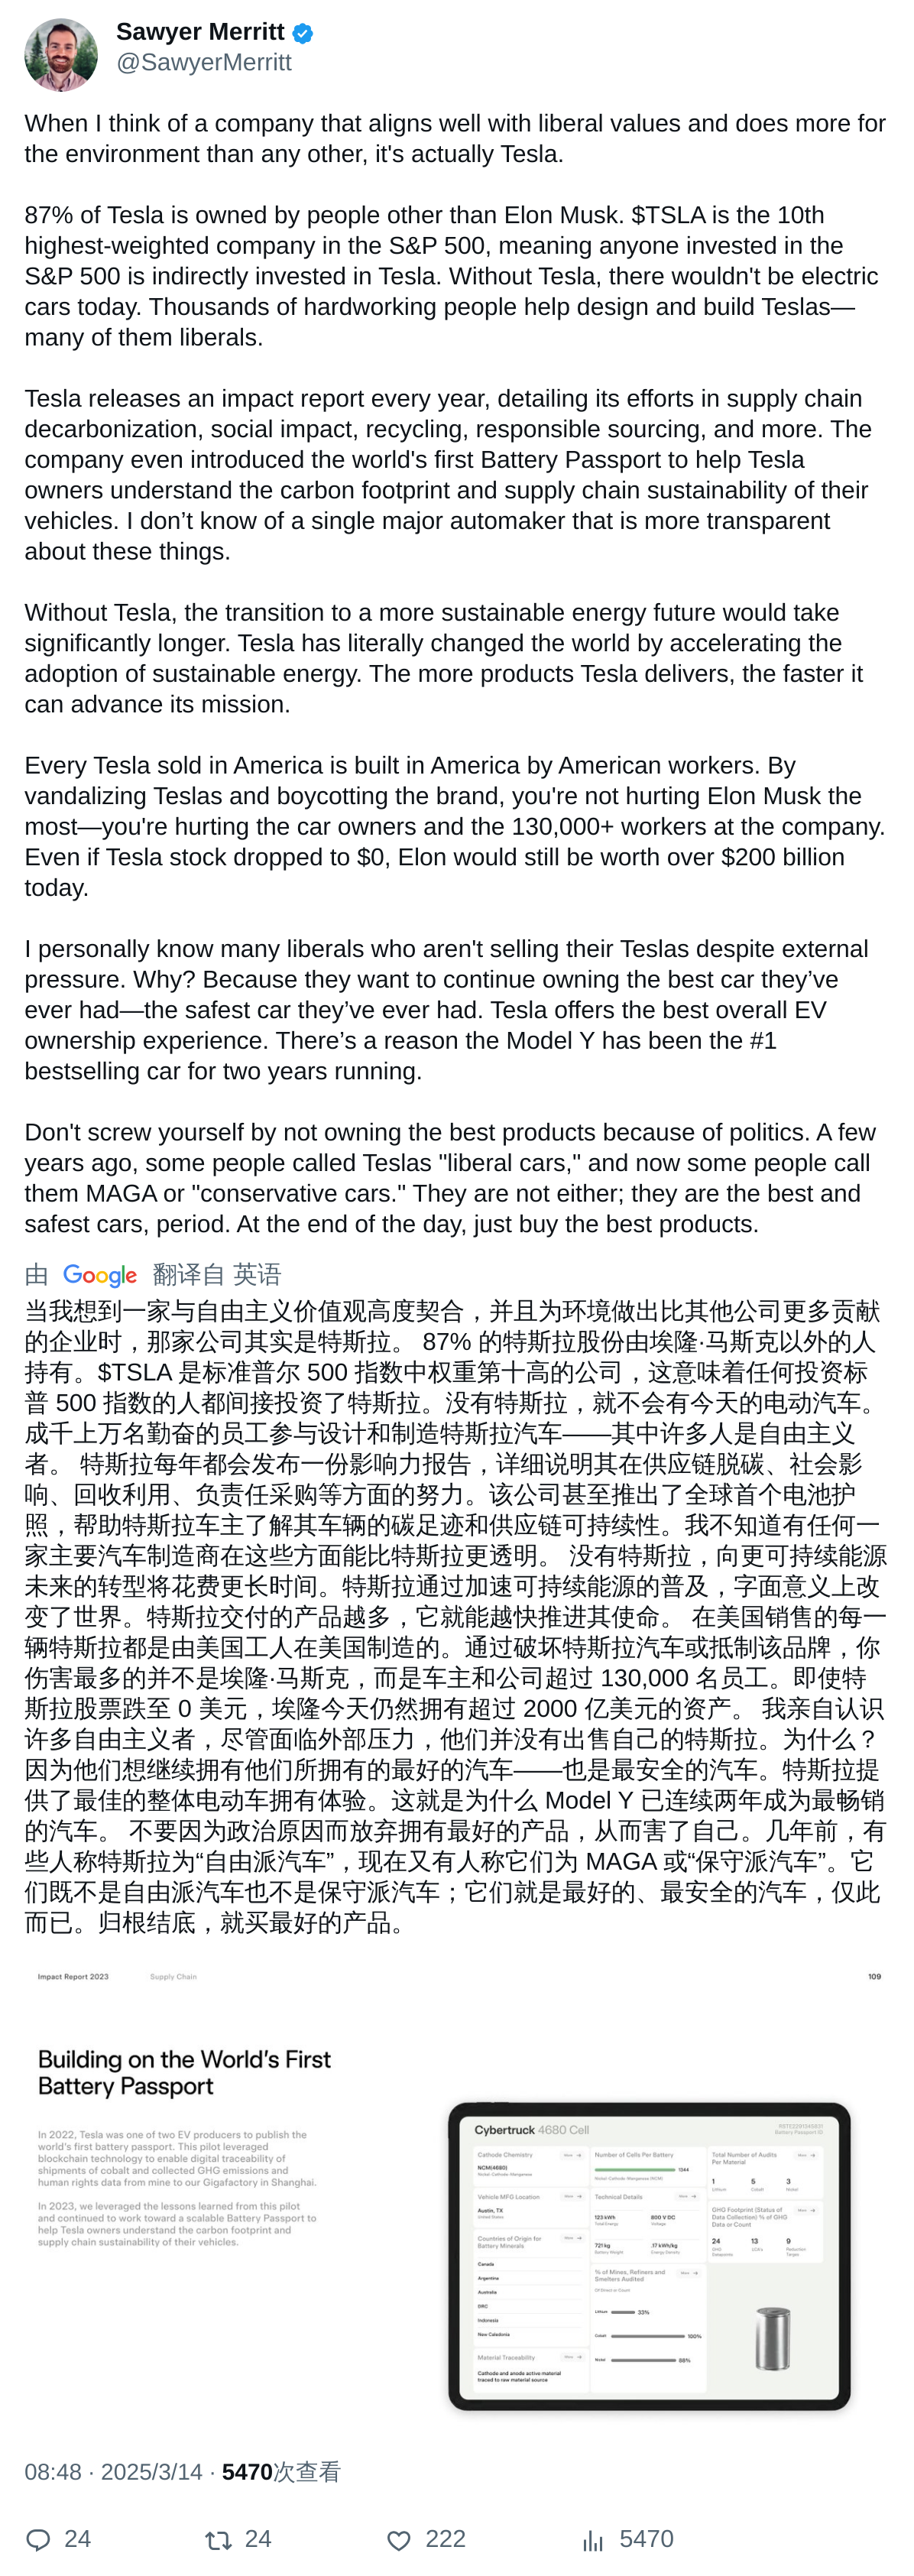 Sawyer Merritt
@SawyerMerritt
When I think of a company that aligns well with liberal values and does more for
the environment than any other, it's actually Tesla.
87% of Tesla is owned by people other than Elon Musk. $TSLA is the 10th
highest-weighted company in the S&P 500, meaning anyone invested in the
S&P 500 is indirectly invested in Tesla. Without Tesla, there wouldn't be electric
cars today. Thousands of hardworking people help design and build Teslas—
many of them liberals.
Tesla releases an impact report every year, detailing its efforts in supply chain
decarbonization, social impact, recycling, responsible sourcing, and more. The
company even introduced the world's first Battery Passport to help Tesla
owners understand the carbon footprint and supply chain sustainability of their
vehicles. I don’t know of a single major automaker that is more transparent
about these things.
Without Tesla, the transition to a more sustainable energy future would take
significantly longer. Tesla has literally changed the world by accelerating the
adoption of sustainable energy. The more products Tesla delivers, the faster it
can advance its mission.
Every Tesla sold in America is built in America by American workers. By
vandalizing Teslas and boycotting the brand, you're not hurting Elon Musk the
most—you're hurting the car owners and the 130,000+ workers at the company.
Even if Tesla stock dropped to $0, Elon would still be worth over $200 billion
today.
I personally know many liberals who aren't selling their Teslas despite external
pressure. Why? Because they want to continue owning the best car they’ve
ever had—the safest car they’ve ever had. Tesla offers the best overall EV
ownership experience. There’s a reason the Model Y has been the #1
bestselling car for two years running.
Don't screw yourself by not owning the best products because of politics. A few
years ago, some people called Teslas "liberal cars," and now some people call
them MAGA or "conservative cars." They are not either; they are the best and
safest cars, period. At the end of the day, just buy the best products.
由 Google 翻译自 英语
当我想到一家与自由主义价值观高度契合，并且为环境做出比其他公司更多贡献
的企业时，那家公司其实是特斯拉。 87% 的特斯拉股份由埃隆·马斯克以外的人
持有。$TSLA 是标准普尔 500 指数中权重第十高的公司，这意味着任何投资标
普 500 指数的人都间接投资了特斯拉。没有特斯拉，就不会有今天的电动汽车。
成千上万名勤奋的员工参与设计和制造特斯拉汽车——其中许多人是自由主义
者。 特斯拉每年都会发布一份影响力报告，详细说明其在供应链脱碳、社会影
响、回收利用、负责任采购等方面的努力。该公司甚至推出了全球首个电池护
照，帮助特斯拉车主了解其车辆的碳足迹和供应链可持续性。我不知道有任何一
家主要汽车制造商在这些方面能比特斯拉更透明。 没有特斯拉，向更可持续能源
未来的转型将花费更长时间。特斯拉通过加速可持续能源的普及，字面意义上改
变了世界。特斯拉交付的产品越多，它就能越快推进其使命。 在美国销售的每一
辆特斯拉都是由美国工人在美国制造的。通过破坏特斯拉汽车或抵制该品牌，你
伤害最多的并不是埃隆·马斯克，而是车主和公司超过 130,000 名员工。即使特
斯拉股票跌至 0 美元，埃隆今天仍然拥有超过 2000 亿美元的资产。 我亲自认识
许多自由主义者，尽管面临外部压力，他们并没有出售自己的特斯拉。为什么？
因为他们想继续拥有他们所拥有的最好的汽车——也是最安全的汽车。特斯拉提
供了最佳的整体电动车拥有体验。这就是为什么 Model Y 已连续两年成为最畅销
的汽车。 不要因为政治原因而放弃拥有最好的产品，从而害了自己。几年前，有
些人称特斯拉为“自由派汽车”，现在又有人称它们为 MAGA 或“保守派汽车”。它
们既不是自由派汽车也不是保守派汽车；它们就是最好的、最安全的汽车，仅此
而已。归根结底，就买最好的产品。
Impact Report 2023 Supply Chain 109
Building on the World's First
Battery Passport
In 2022, Tesla was one of two EV producers to publish the
world's first battery passport. This pilot leveraged
blockchain technology to enable digital traceability of
shipments of cobalt and collected GHG emissions and
human rights data from mine to our Gigafactory in Shanghai.
In 2023, we leveraged the lessons learned from this pilot
and continued to work toward a scalable Battery Passport to
help Tesla owners understand the carbon footprint and
supply chain sustainability of their vehicles.
Cybertruck 4680 Cell
Battery Passport ID
Cathode Chemistry
NCM(4680)
Nickel Cathode Manganese
Vehicle MFG Location
Austin, TX
United States
Countries of Origin for
Battery Minerals
Canada
Argentina
Australia
DRC
Indonesia
New Caledonia
Material Traceability
Cathode and anode active material
traced to raw material source
Number of Cells Per Battery
1344
Nickel Cathode Manganese (NCM)
Technical Details
123 kWh 800 V DC
Total Energy Voltage
721 kg .17 kWh/kg
Battery Weight Energy Density
% of Mines, Refiners and
Smelters Audited
Of Direct or Count
Lithium 33%
Cobalt 100%
Nickel 88%
Total Number of Audits
Per Material
1 5 3
Lithium Cobalt Nickel
GHG Footprint (Status of
Data Collection) % of GHG
Data or Count
24 13 9
GHG Datapoints LCA's Reduction Target
08:48 · 2025/3/14 · 5470次查看
24 24 222 5470